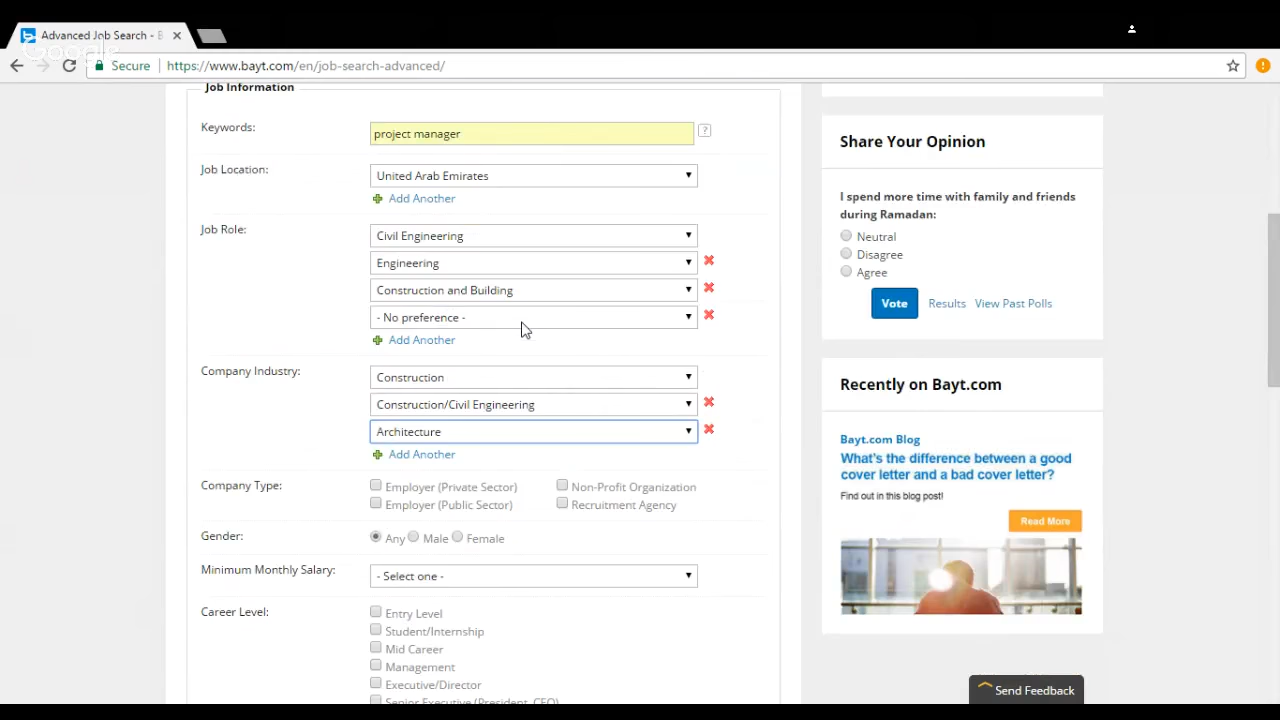 Advanced Job Search - B
Google
Secure
https://www.bayt.com/en/job-search-advanced/
Job Information
Keywords:
project manager
?
Job Location:
United Arab Emirates
Add Another
Job Role:
Civil Engineering
Engineering
Construction and Building
- No preference -
Add Another
Company Industry:
Construction
Construction/Civil Engineering
Architecture
Add Another
Company Type:
Employer (Private Sector)
Non-Profit Organization
Employer (Public Sector)
Recruitment Agency
Gender:
Any
Male
Female
Minimum Monthly Salary:
- Select one -
Career Level:
Entry Level
Student/Internship
Mid Career
Management
Executive/Director
Senior Executive (President, CEO)
Share Your Opinion
I spend more time with family and friends
during Ramadan:
Neutral
Disagree
Agree
Vote
Results
View Past Polls
Recently on Bayt.com
Bayt.com Blog
What's the difference between a good
cover letter and a bad cover letter?
Find out in this blog post!
Read More
Send Feedback